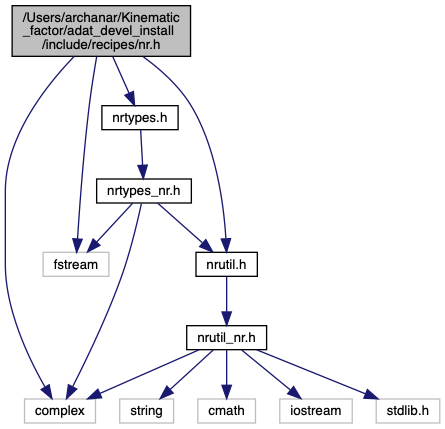 /Users/archanar/Kinematic
_factor/adat_devel_install
/include/recipes/nr.h
nrtypes.h
nrtypes_nr.h
fstream
nrutil.h
nrutil_nr.h
complex
string
cmath
iostream
stdlib.h